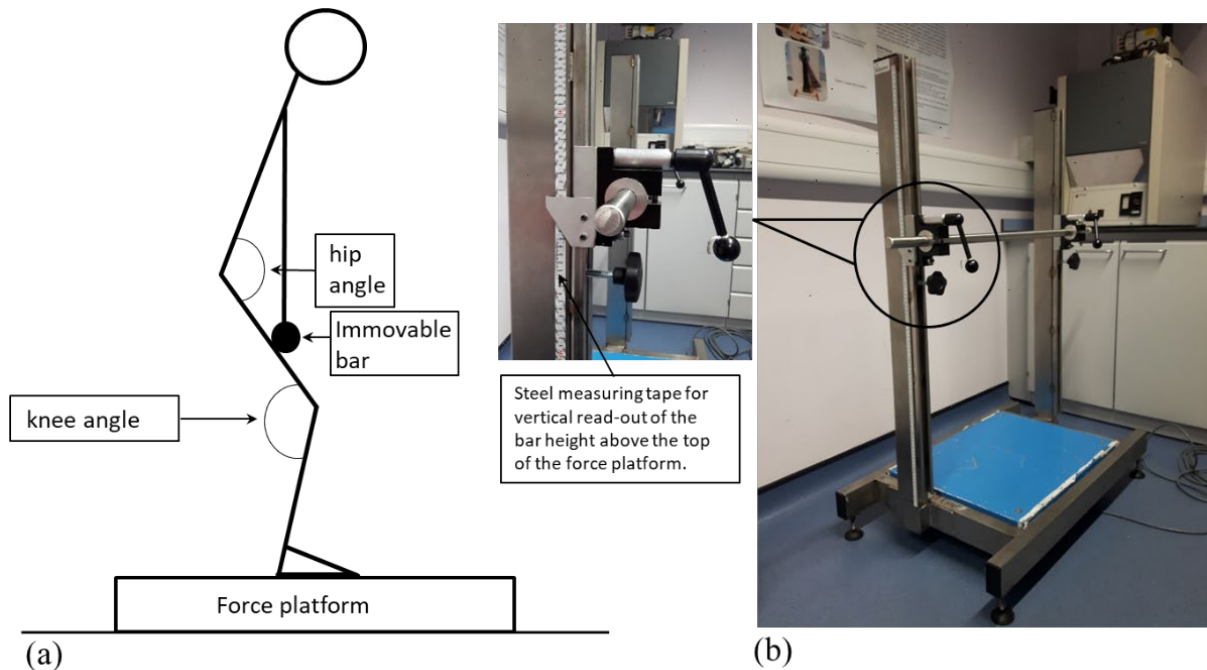 hip
angle
Immovable
bar
knee angle
Force platform
(a)
Steel measuring tape for
vertical read-out of the
bar height above the top
of the force platform.
(b)